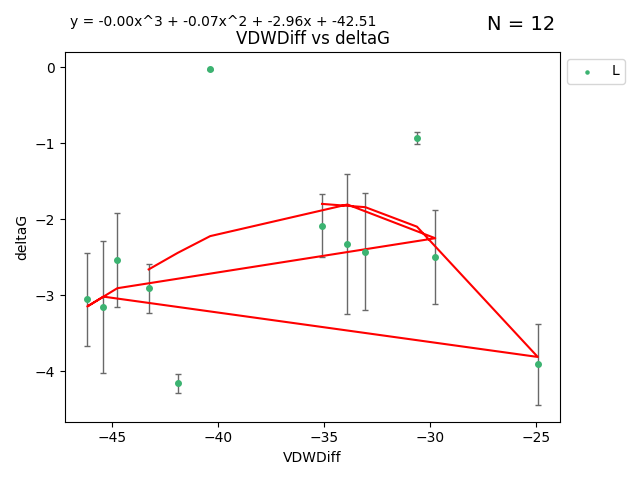 y = -0.00x^3 + -0.07x^2 + -2.96x + -42.51
N = 12
VDWDiff vs deltaG
L
0
−1
−2
−3
−4
deltaG
−45 −40 −35 −30 −25
VDWDiff